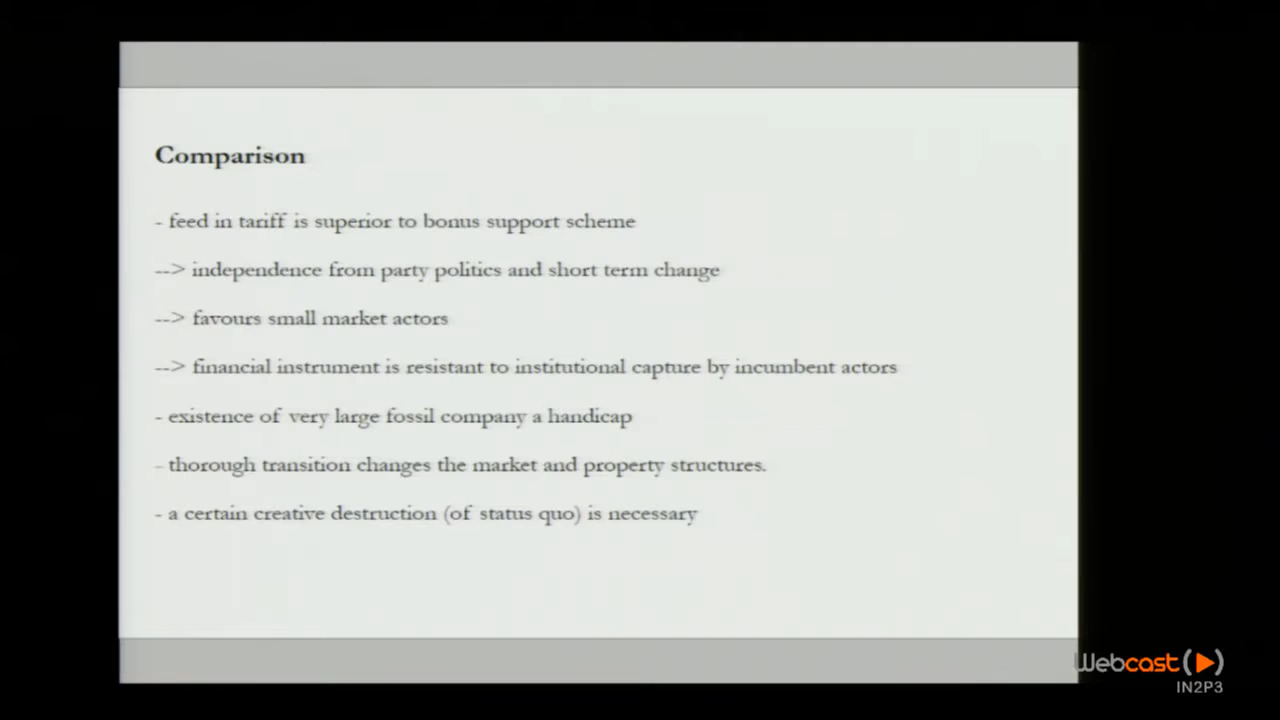 Comparison
- feed in tariff is superior to bonus support scheme
--> independence from party politics and short term change
--> favours small market actors
--> financial instrument is resistant to institutional capture by incumbent actors
- existence of very large fossil company a handicap
- thorough transition changes the market and property structures.
- a certain creative destruction (of status quo) is necessary
Webcast
IN2P3